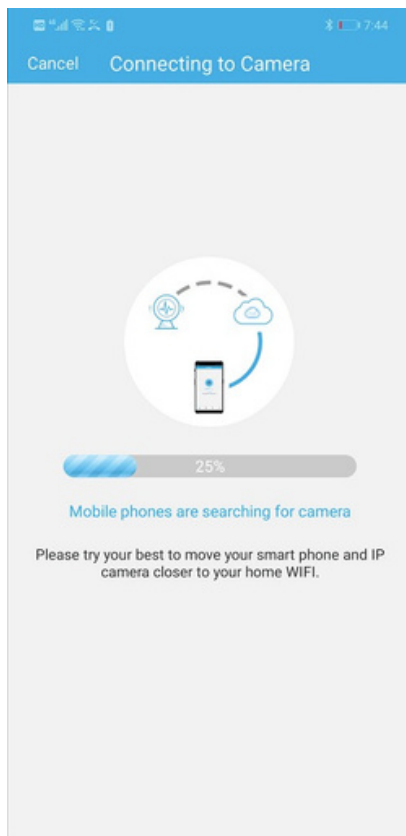 7:44
Cancel Connecting to Camera
25%
Mobile phones are searching for camera
Please try your best to move your smart phone and IP
camera closer to your home WIFI.